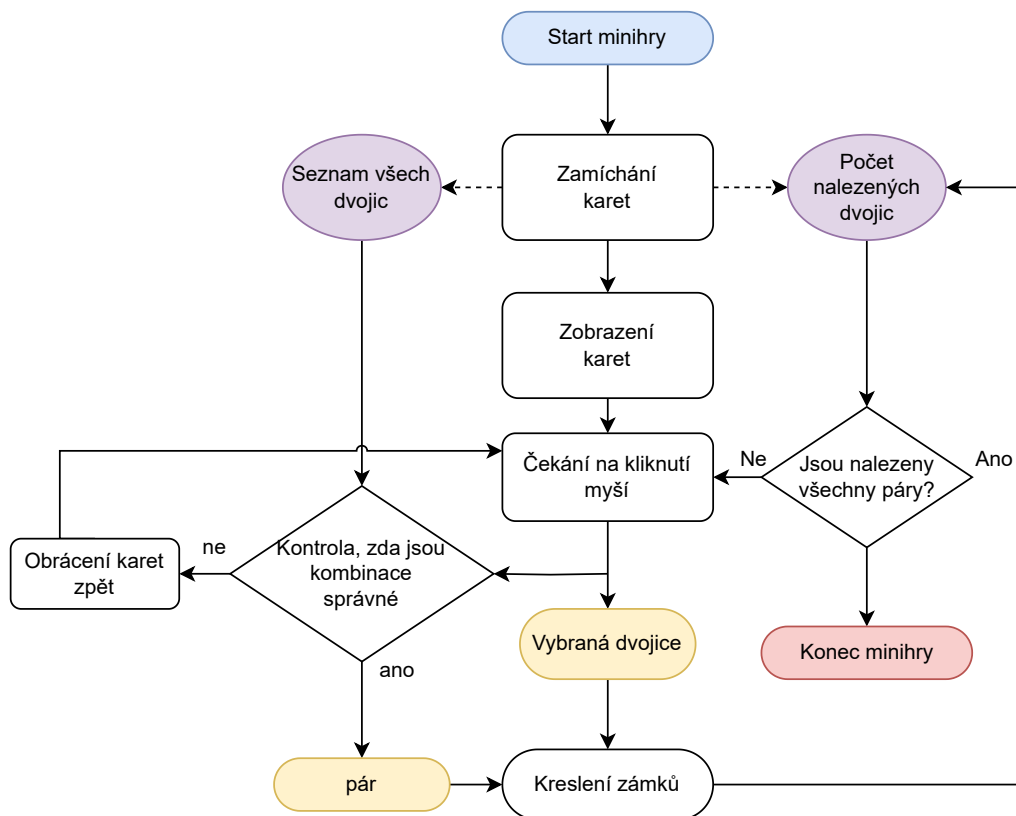 Start minihry
Seznam všech
dvojic
Zamíchání
karet
Počet
nalezených
dvojic
Zobrazení
karet
Čekání na kliknutí
myší
Ne
Jsou nalezeny
všechny páry?
Ano
Obrácení karet
zpět
ne
Kontrola, zda jsou
kombinace
správné
ano
Vybraná dvojice
Konec minihry
pár
Kreslení zámků